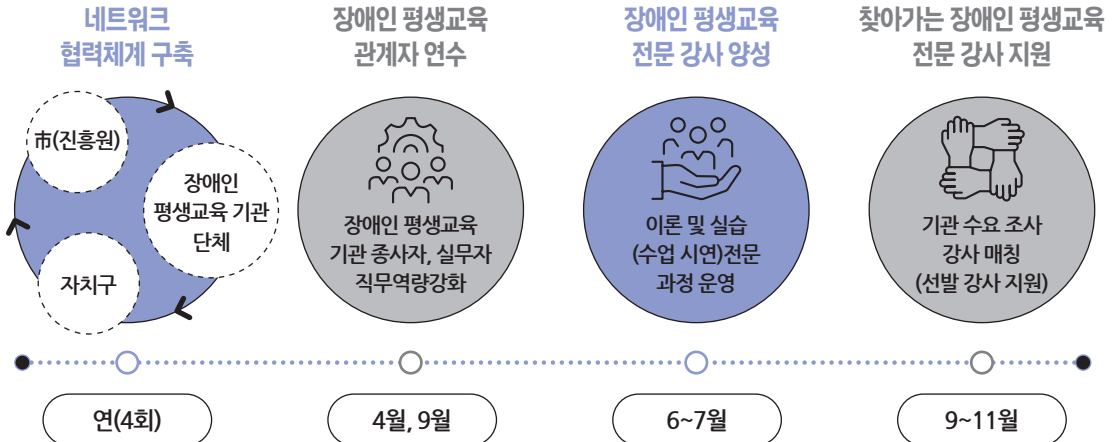 네트워크
협력체계 구축
市(진흥원)
장애인
평생교육 기관
단체
자치구
연(4회)
장애인 평생교육
관계자 연수
장애인 평생교육
기관 종사자, 실무자
직무역량강화
4월, 9월
장애인 평생교육
전문 강사 양성
이론 및 실습
(수업 시연)전문
과정 운영
6~7월
찾아가는 장애인 평생교육
전문 강사 지원
기관 수요 조사
강사 매칭
(선발 강사 지원)
9~11월